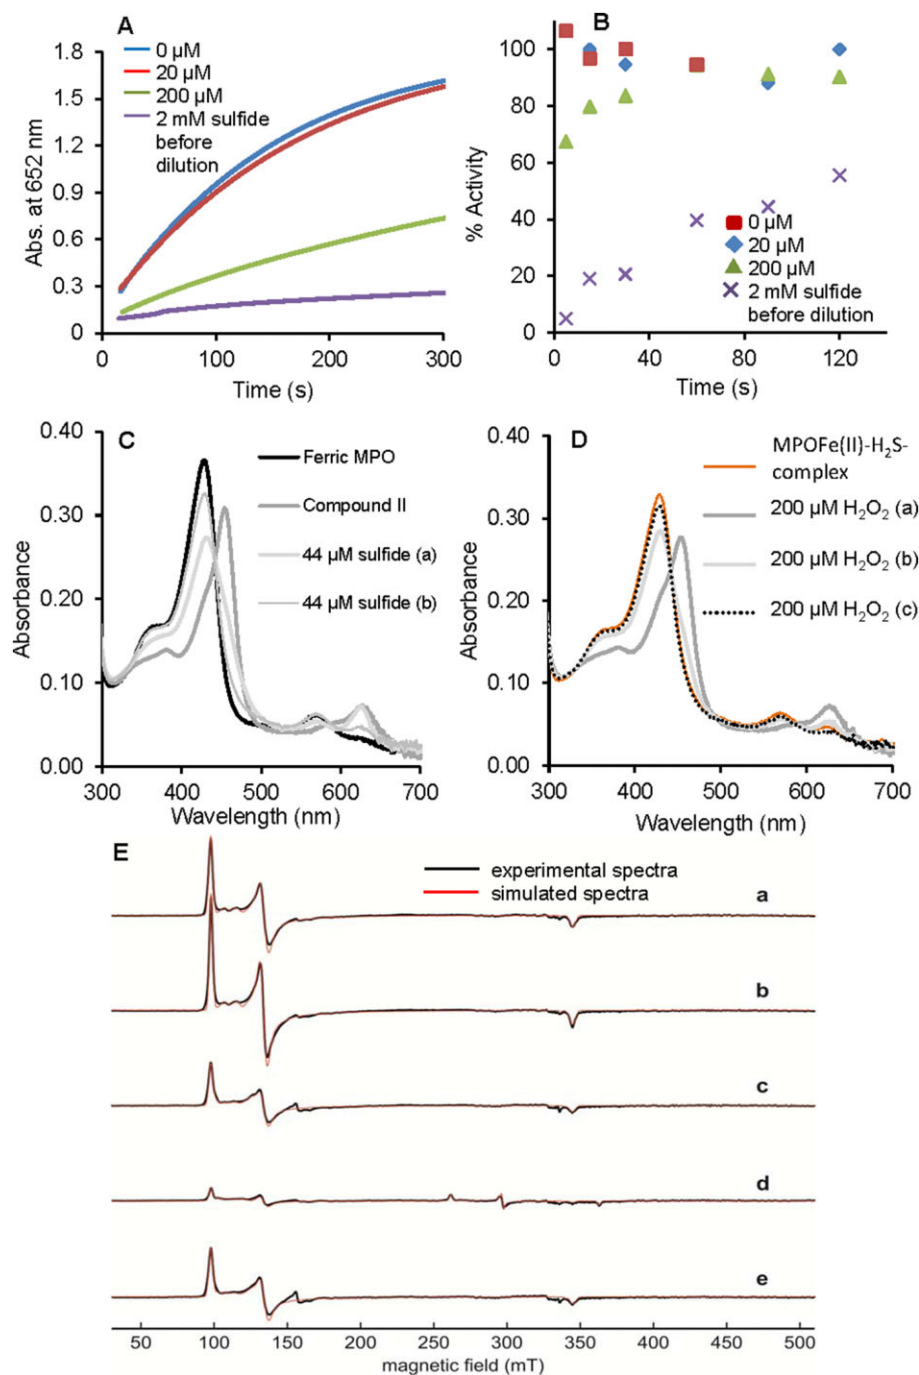 A
0 µM
20 µM
200 µM
2 mM sulfide
before
dilution
1.8
1.5
1.2
0.9
0.6
0.3
0
Abs. at 652 nm
0
100
200
300
Time (s)
B
100
80
60
40
20
0
% Activity
0 µM
20 µM
200 µM
2 mM sulfide
before dilution
0
40
80
120
Time (s)
C
Ferric MPO
Compound II
44 µM sulfide (a)
44 µM sulfide (b)
0.40
0.30
0.20
0.10
0.00
Absorbance
300
400
500
600
700
Wavelength (nm)
D
MPOFe(II)-H₂S-
complex
200 µM H₂O₂ (a)
200 µM H₂O₂ (b)
200 µM H₂O₂ (c)
0.40
0.30
0.20
0.10
0.00
Absorbance
300
400
500
600
700
Wavelength (nm)
E
experimental spectra
simulated spectra
a
b
c
d
e
50
100
150
200
250
300
350
400
450
500
magnetic field (mT)